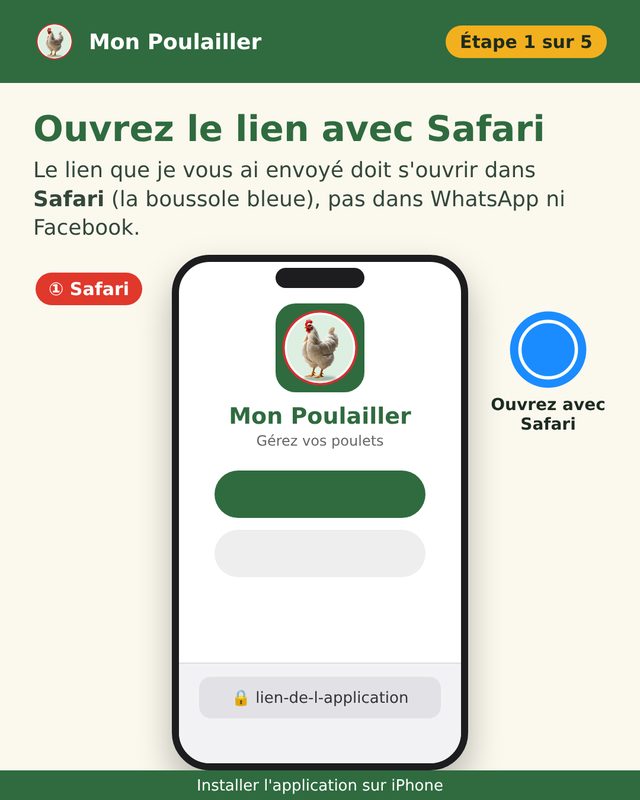 Mon Poulailler
Étape 1 sur 5
Ouvrez le lien avec Safari
Le lien que je vous ai envoyé doit s'ouvrir dans
Safari (la boussole bleue), pas dans WhatsApp ni
Facebook.
① Safari
Mon Poulailler
Gérez vos poulets
Ouvrez avec
Safari
🔒 lien-de-l-application
Installer l'application sur iPhone